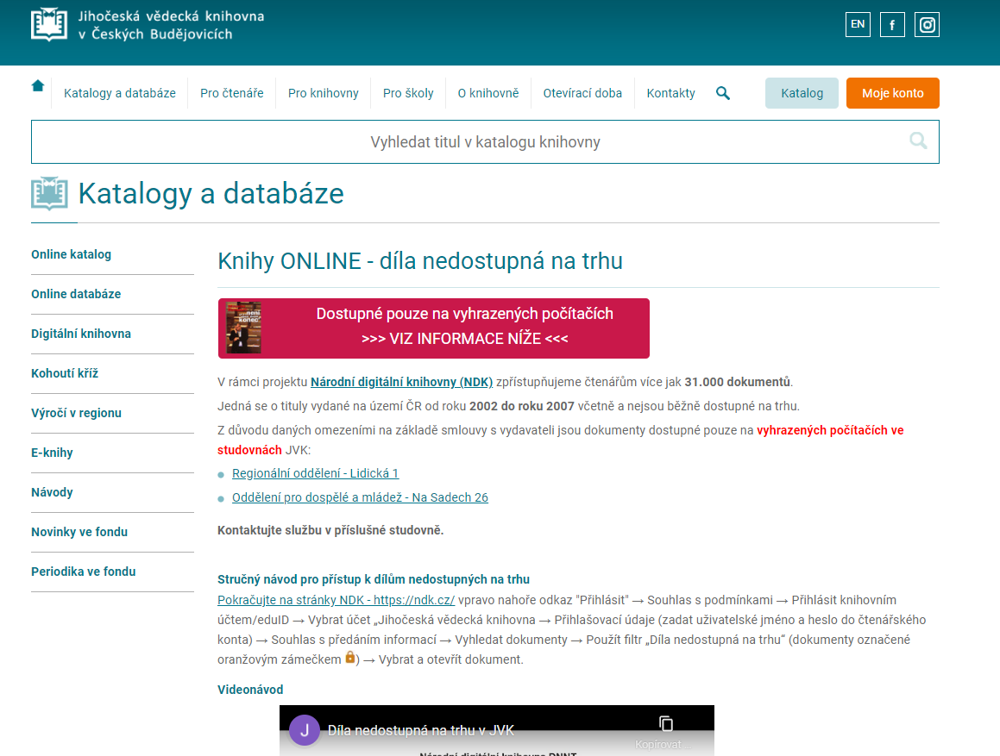 Jihočeská vědecká knihovna
v Českých Budějovicích
EN
f
Katalogy a databáze
Pro čtenáře
Pro knihovny
Pro školy
O knihovně
Otevírací doba
Kontakty
Katalog
Moje konto
Vyhledat titul v katalogu knihovny
Katalogy a databáze
Online katalog
Online databáze
Digitální knihovna
Kohoutí kříž
Výročí v regionu
E-knihy
Návody
Novinky ve fondu
Periodika ve fondu
Knihy ONLINE - díla nedostupná na trhu
Dostupné pouze na vyhrazených počítačích
>>> VIZ INFORMACE NÍŽE <<<
V rámci projektu Národní digitální knihovny (NDK) zpřístupňujeme čtenářům více jak 31.000 dokumentů.
Jedná se o tituly vydané na území ČR od roku 2002 do roku 2007 včetně a nejsou běžně dostupné na trhu.
Z důvodu daných omezeními na základě smlouvy s vydavateli jsou dokumenty dostupné pouze na vyhrazených počítačích ve
studovnách JVK:
Regionální oddělení - Lidická 1
Oddělení pro dospělé a mládež - Na Sadech 26
Kontaktujte službu v příslušné studovně.
Stručný návod pro přístup k dílům nedostupných na trhu
Pokračujte na stránky NDK - https://ndk.cz/ vpravo nahoře odkaz "Přihlásit" → Souhlas s podmínkami → Přihlásit knihovním
účtem/eduID → Vybrat účet „Jihočeská vědecká knihovna → Přihlašovací údaje (zadat uživatelské jméno a heslo do čtenářského
konta) → Souhlas s předáním informací → Vyhledat dokumenty → Použít filtr „Díla nedostupná na trhu“ (dokumenty označené
oranžovým zámečkem ) → Vybrat a otevřít dokument.
Videonávod
J
Díla nedostupná na trhu v JVK
Kopírovat...
Národní digitální knihovna DNNT